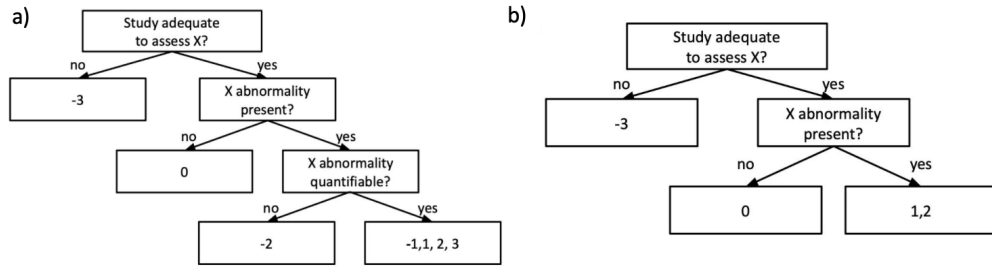 a)
Study adequate
to assess X?
no
yes
-3
X abnormality
present?
no
yes
0
X abnormality
quantifiable?
no
yes
-2
-1,1, 2, 3
b)
Study adequate
to assess X?
no
yes
-3
X abnormality
present?
no
yes
0
1,2